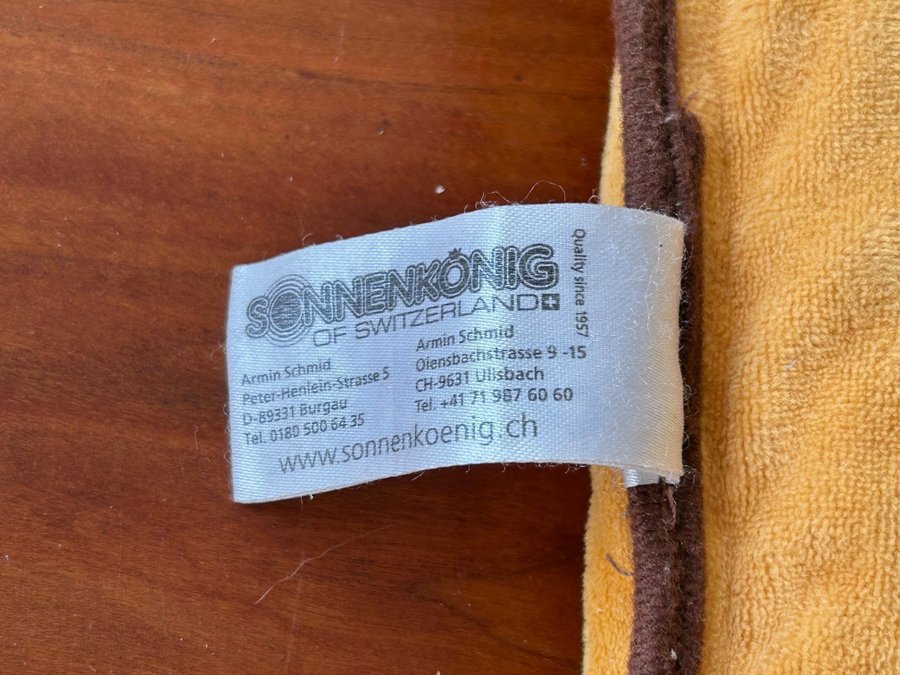 SONNENKÖNIG
OF SWITZERLAND
Quality since 1957
Armin Schmid
Peter-Henlein-Strasse 5
D-89331 Burgau
Tel. 0180 500 64 35
Armin Schmid
Olensbachstrasse 9 -15
CH-9631 Ulisbach
Tel. +41 71 987 60 60
www.sonnenkoenig.ch